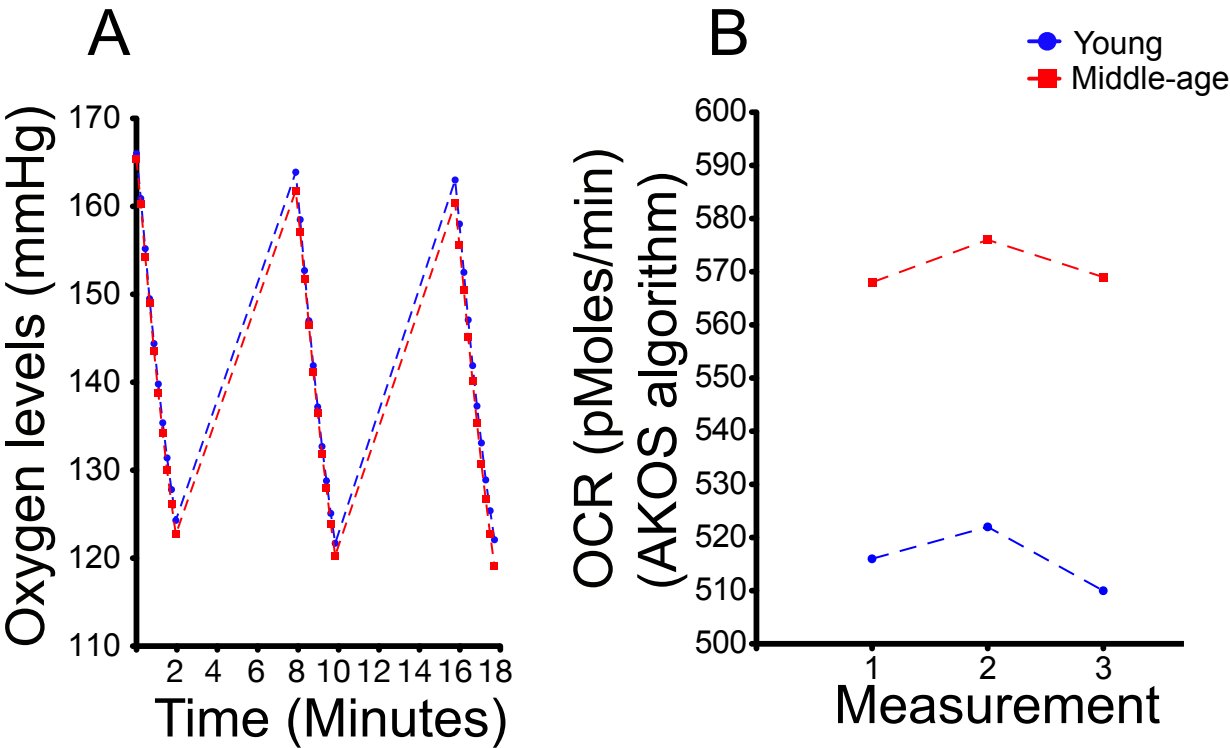 A
Oxygen levels (mmHg)
170
160
150
140
130
120
110
2 4 6 8 10 12 14 16 18
Time (Minutes)
B
Young
Middle-age
OCR (pMoles/min)
(AKOS algorithm)
600
590
580
570
560
550
540
530
520
510
500
1 2 3
Measurement